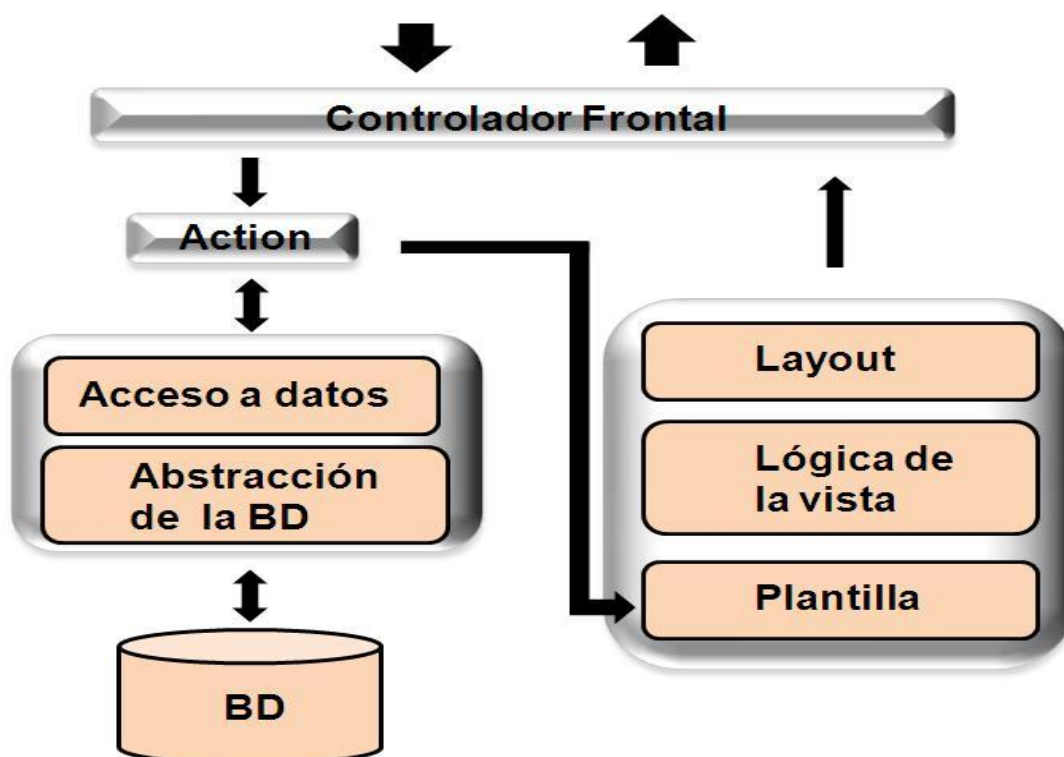 Controlador Frontal
Action
Acceso a datos
Abstracción
de la BD
BD
Layout
Lógica de
la vista
Plantilla